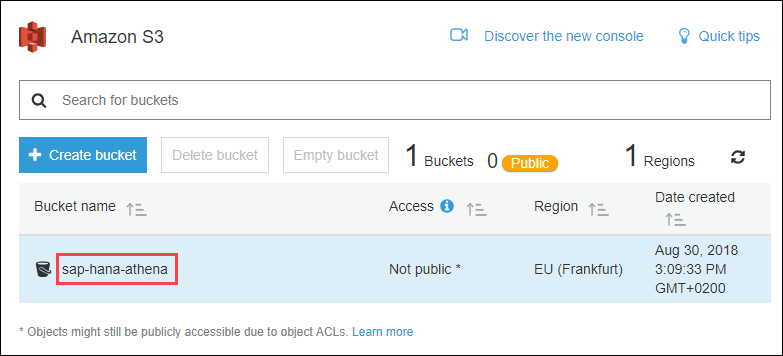 Amazon S3
Discover the new console
Quick tips
Search for buckets
Create bucket
Delete bucket
Empty bucket
1 Buckets
0 Public
1 Regions
Bucket name
Access
Region
Date created
sap-hana-athena
Not public *
EU (Frankfurt)
Aug 30, 2018
3:09:33 PM
GMT+0200
* Objects might still be publicly accessible due to object ACLs. Learn more